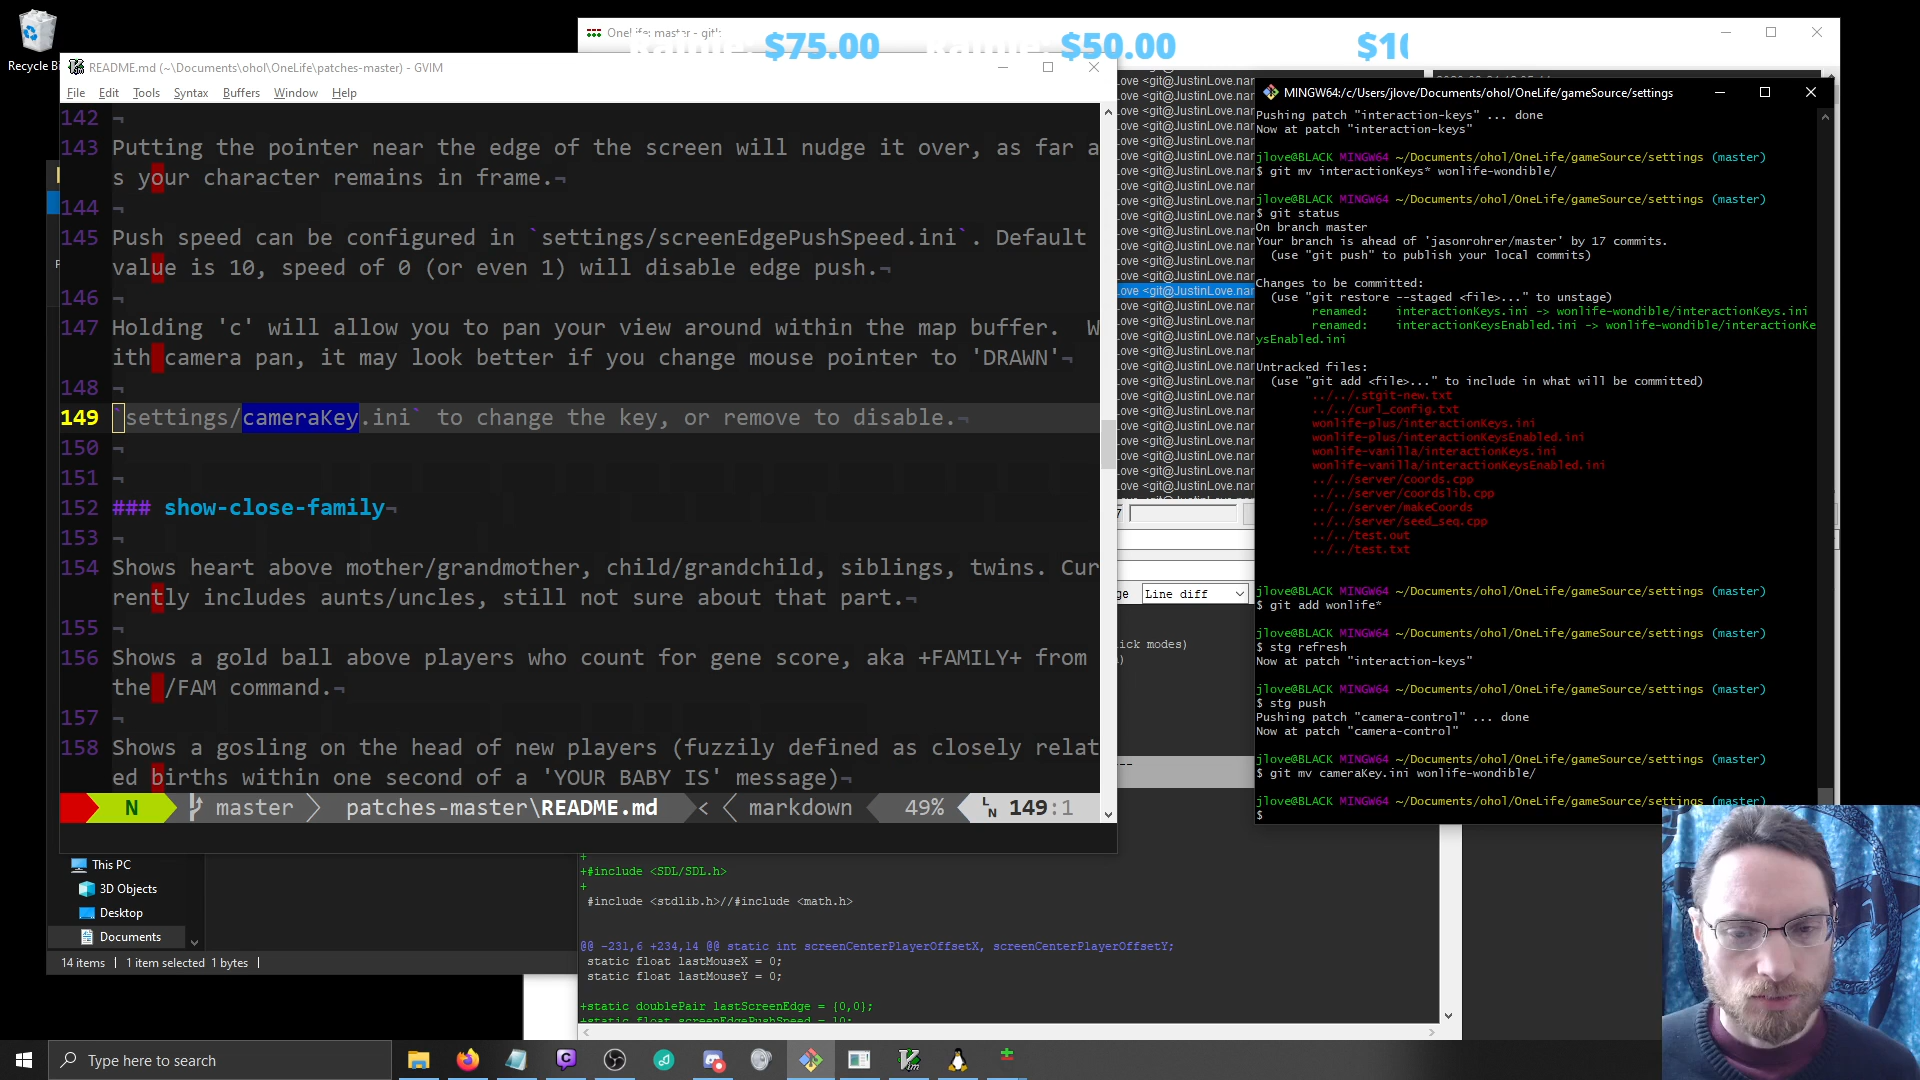 Recycle Bi
OneLife: master - gitk
$75.00
$50.00
README.md (~\Documents\ohol\OneLife\patches-master) - GVIM
File Edit Tools Syntax Buffers Window Help
142 ¬
143 Putting the pointer near the edge of the screen will nudge it over, as far a
s your character remains in frame.¬
144 ¬
145 Push speed can be configured in `settings/screenEdgePushSpeed.ini`. Default
value is 10, speed of 0 (or even 1) will disable edge push.¬
146 ¬
147 Holding 'c' will allow you to pan your view around within the map buffer.  W
ith camera pan, it may look better if you change mouse pointer to 'DRAWN'¬
148 ¬
149 `settings/cameraKey.ini` to change the key, or remove to disable.¬
150 ¬
151 ¬
152 ### show-close-family¬
153 ¬
154 Shows heart above mother/grandmother, child/grandchild, siblings, twins. Cur
rently includes aunts/uncles, still not sure about that part.¬
155 ¬
156 Shows a gold ball above players who count for gene score, aka +FAMILY+ from
the /FAM command.¬
157 ¬
158 Shows a gosling on the head of new players (fuzzily defined as closely relat
ed births within one second of a 'YOUR BABY IS' message)¬
N master patches-master\README.md < markdown 49% LN 149:1
ove <git@JustinLove.nar
Line diff
ick modes)
MINGW64:/c/Users/jlove/Documents/ohol/OneLife/gameSource/settings
Pushing patch "interaction-keys" ... done
Now at patch "interaction-keys"
jlove@BLACK MINGW64 ~/Documents/ohol/OneLife/gameSource/settings (master)
$ git mv interactionKeys* wonlife-wondible/
jlove@BLACK MINGW64 ~/Documents/ohol/OneLife/gameSource/settings (master)
$ git status
On branch master
Your branch is ahead of 'jasonrohrer/master' by 17 commits.
(use "git push" to publish your local commits)
Changes to be committed:
(use "git restore --staged <file>..." to unstage)
renamed:    interactionKeys.ini -> wonlife-wondible/interactionKeys.ini
renamed:    interactionKeysEnabled.ini -> wonlife-wondible/interactionKe
ysEnabled.ini
Untracked files:
(use "git add <file>..." to include in what will be committed)
../../.stgit-new.txt
../../curl_config.txt
wonlife-plus/interactionKeys.ini
wonlife-plus/interactionKeysEnabled.ini
wonlife-vanilla/interactionKeys.ini
wonlife-vanilla/interactionKeysEnabled.ini
../../server/coords.cpp
../../server/coordslib.cpp
../../server/makeCoords
../../server/seed_seq.cpp
../../test.out
../../test.txt
jlove@BLACK MINGW64 ~/Documents/ohol/OneLife/gameSource/settings (master)
$ git add wonlife*
jlove@BLACK MINGW64 ~/Documents/ohol/OneLife/gameSource/settings (master)
$ stg refresh
Now at patch "interaction-keys"
jlove@BLACK MINGW64 ~/Documents/ohol/OneLife/gameSource/settings (master)
$ stg push
Pushing patch "camera-control" ... done
Now at patch "camera-control"
jlove@BLACK MINGW64 ~/Documents/ohol/OneLife/gameSource/settings (master)
$ git mv cameraKey.ini wonlife-wondible/
jlove@BLACK MINGW64 ~/Documents/ohol/OneLife/gameSource/settings (master)
$
This PC
3D Objects
Desktop
Documents
14 items | 1 item selected 1 bytes |
+
+#include <SDL/SDL.h>
+
#include <stdlib.h>//#include <math.h>
@@ -231,6 +234,14 @@ static int screenCenterPlayerOffsetX, screenCenterPlayerOffsetY;
static float lastMouseX = 0;
static float lastMouseY = 0;
+static doublePair lastScreenEdge = {0,0};
+static float screenEdgePushSpeed = 10;
Type here to search